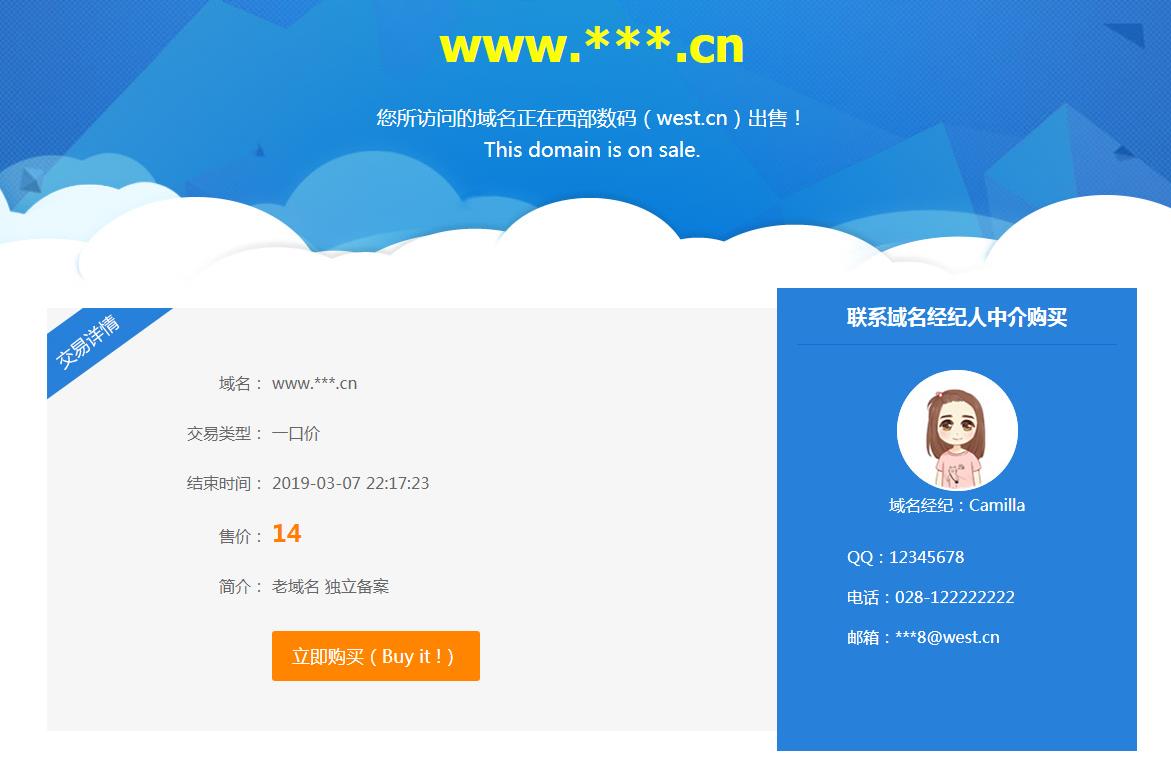 www.***.cn
您所访问的域名正在西部数码（west.cn）出售！
This domain is on sale.
交易详情
域名： www.***.cn
交易类型： 一口价
结束时间： 2019-03-07 22:17:23
售价： 14
简介： 老域名 独立备案
立即购买（Buy it !）
联系域名经纪人中介购买
域名经纪：Camilla
QQ：12345678
电话：028-122222222
邮箱：***8@west.cn